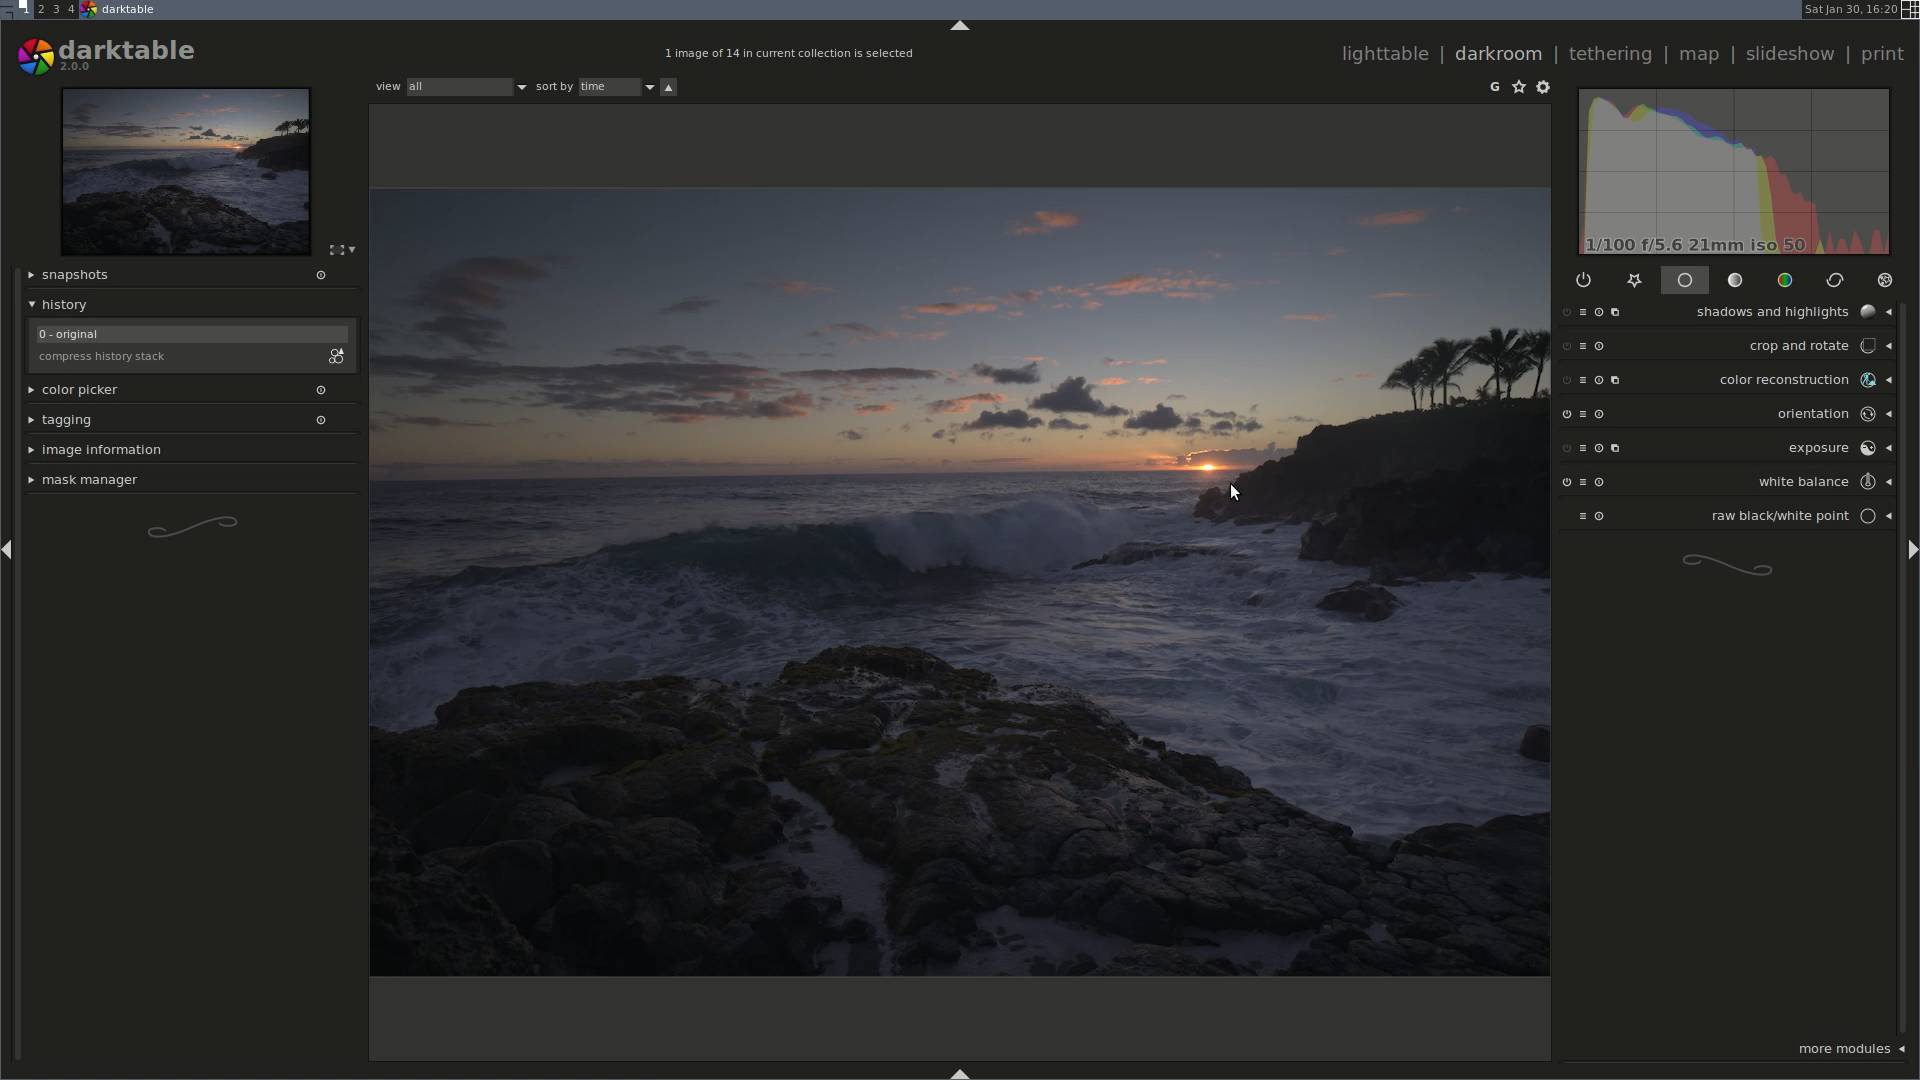 1 2 3 4 darktable
Sat Jan 30, 16:20
darktable
2.0.0
1 image of 14 in current collection is selected
lighttable | darkroom | tethering | map | slideshow | print
view all sort by time
G
1/100 f/5.6 21mm iso 50
snapshots
history
0 - original
compress history stack
color picker
tagging
image information
mask manager
shadows and highlights
crop and rotate
color reconstruction
orientation
exposure
white balance
raw black/white point
more modules